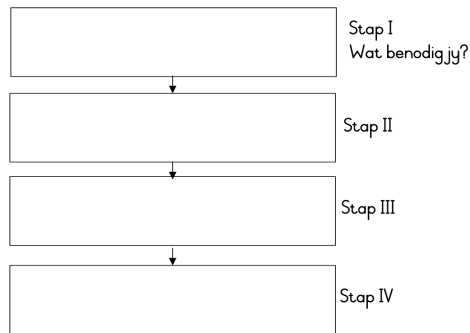 Stap I
Wat benodig jy?
Stap II
Stap III
Stap IV